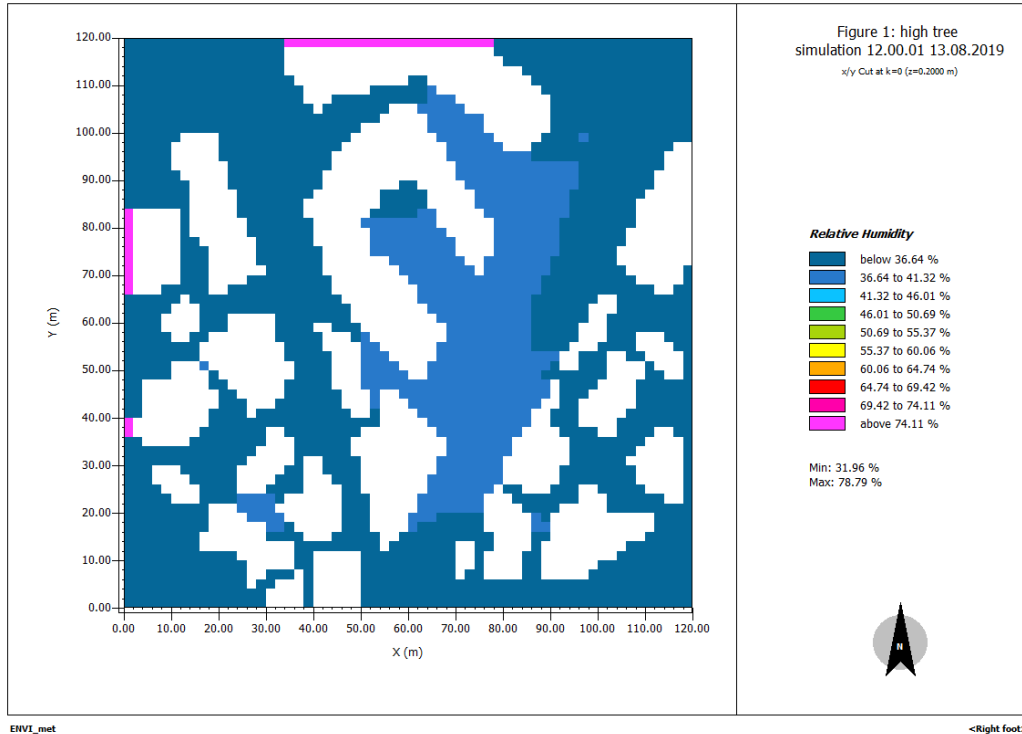 Figure 1: high tree
simulation 12.00.01 13.08.2019
x/y Cut at k=0 (z=0.2000 m)
120.00
110.00
100.00
90.00
80.00
70.00
60.00
50.00
40.00
30.00
20.00
10.00
0.00
Y (m)
0.00 10.00 20.00 30.00 40.00 50.00 60.00 70.00 80.00 90.00 100.00 110.00 120.00
X (m)
Relative Humidity
below 36.64 %
36.64 to 41.32 %
41.32 to 46.01 %
46.01 to 50.69 %
50.69 to 55.37 %
55.37 to 60.06 %
60.06 to 64.74 %
64.74 to 69.42 %
69.42 to 74.11 %
above 74.11 %
Min: 31.96 %
Max: 78.79 %
N
ENVI_met
<Right foot